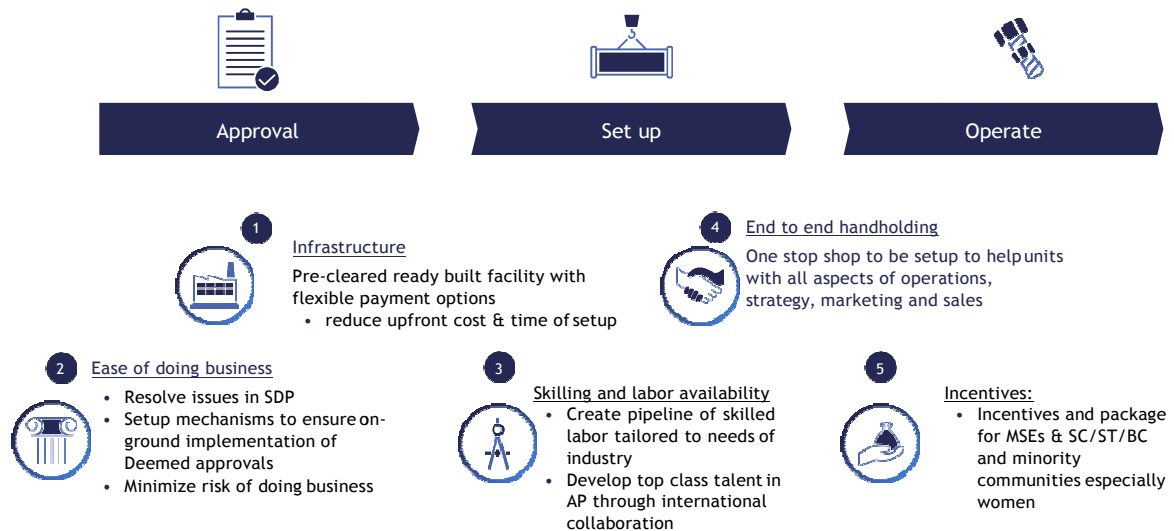 Approval
Set up
Operate
1
Infrastructure
Pre-cleared ready built facility with
flexible payment options
• reduce upfront cost & time of setup
4
End to end handholding
One stop shop to be setup to help units
with all aspects of operations,
strategy, marketing and sales
2
Ease of doing business
• Resolve issues in SDP
• Setup mechanisms to ensure on-
ground implementation of
Deemed approvals
• Minimize risk of doing business
3
Skilling and labor availability
• Create pipeline of skilled
labor tailored to needs of
industry
• Develop top class talent in
AP through international
collaboration
5
Incentives:
• Incentives and package
for MSEs & SC/ST/BC
and minority
communities especially
women